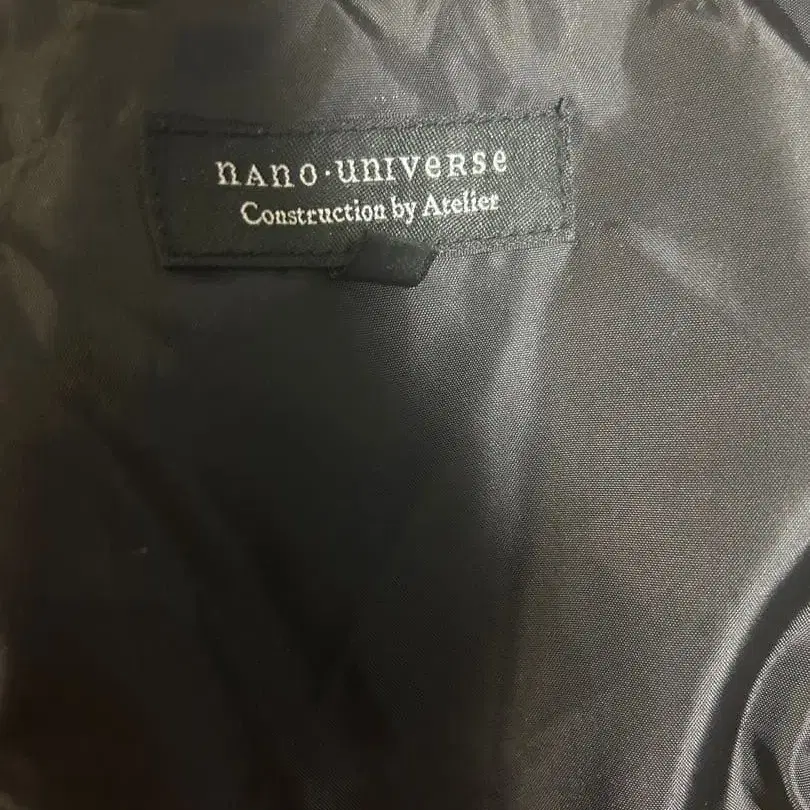 nano·universe
Construction by Atelier